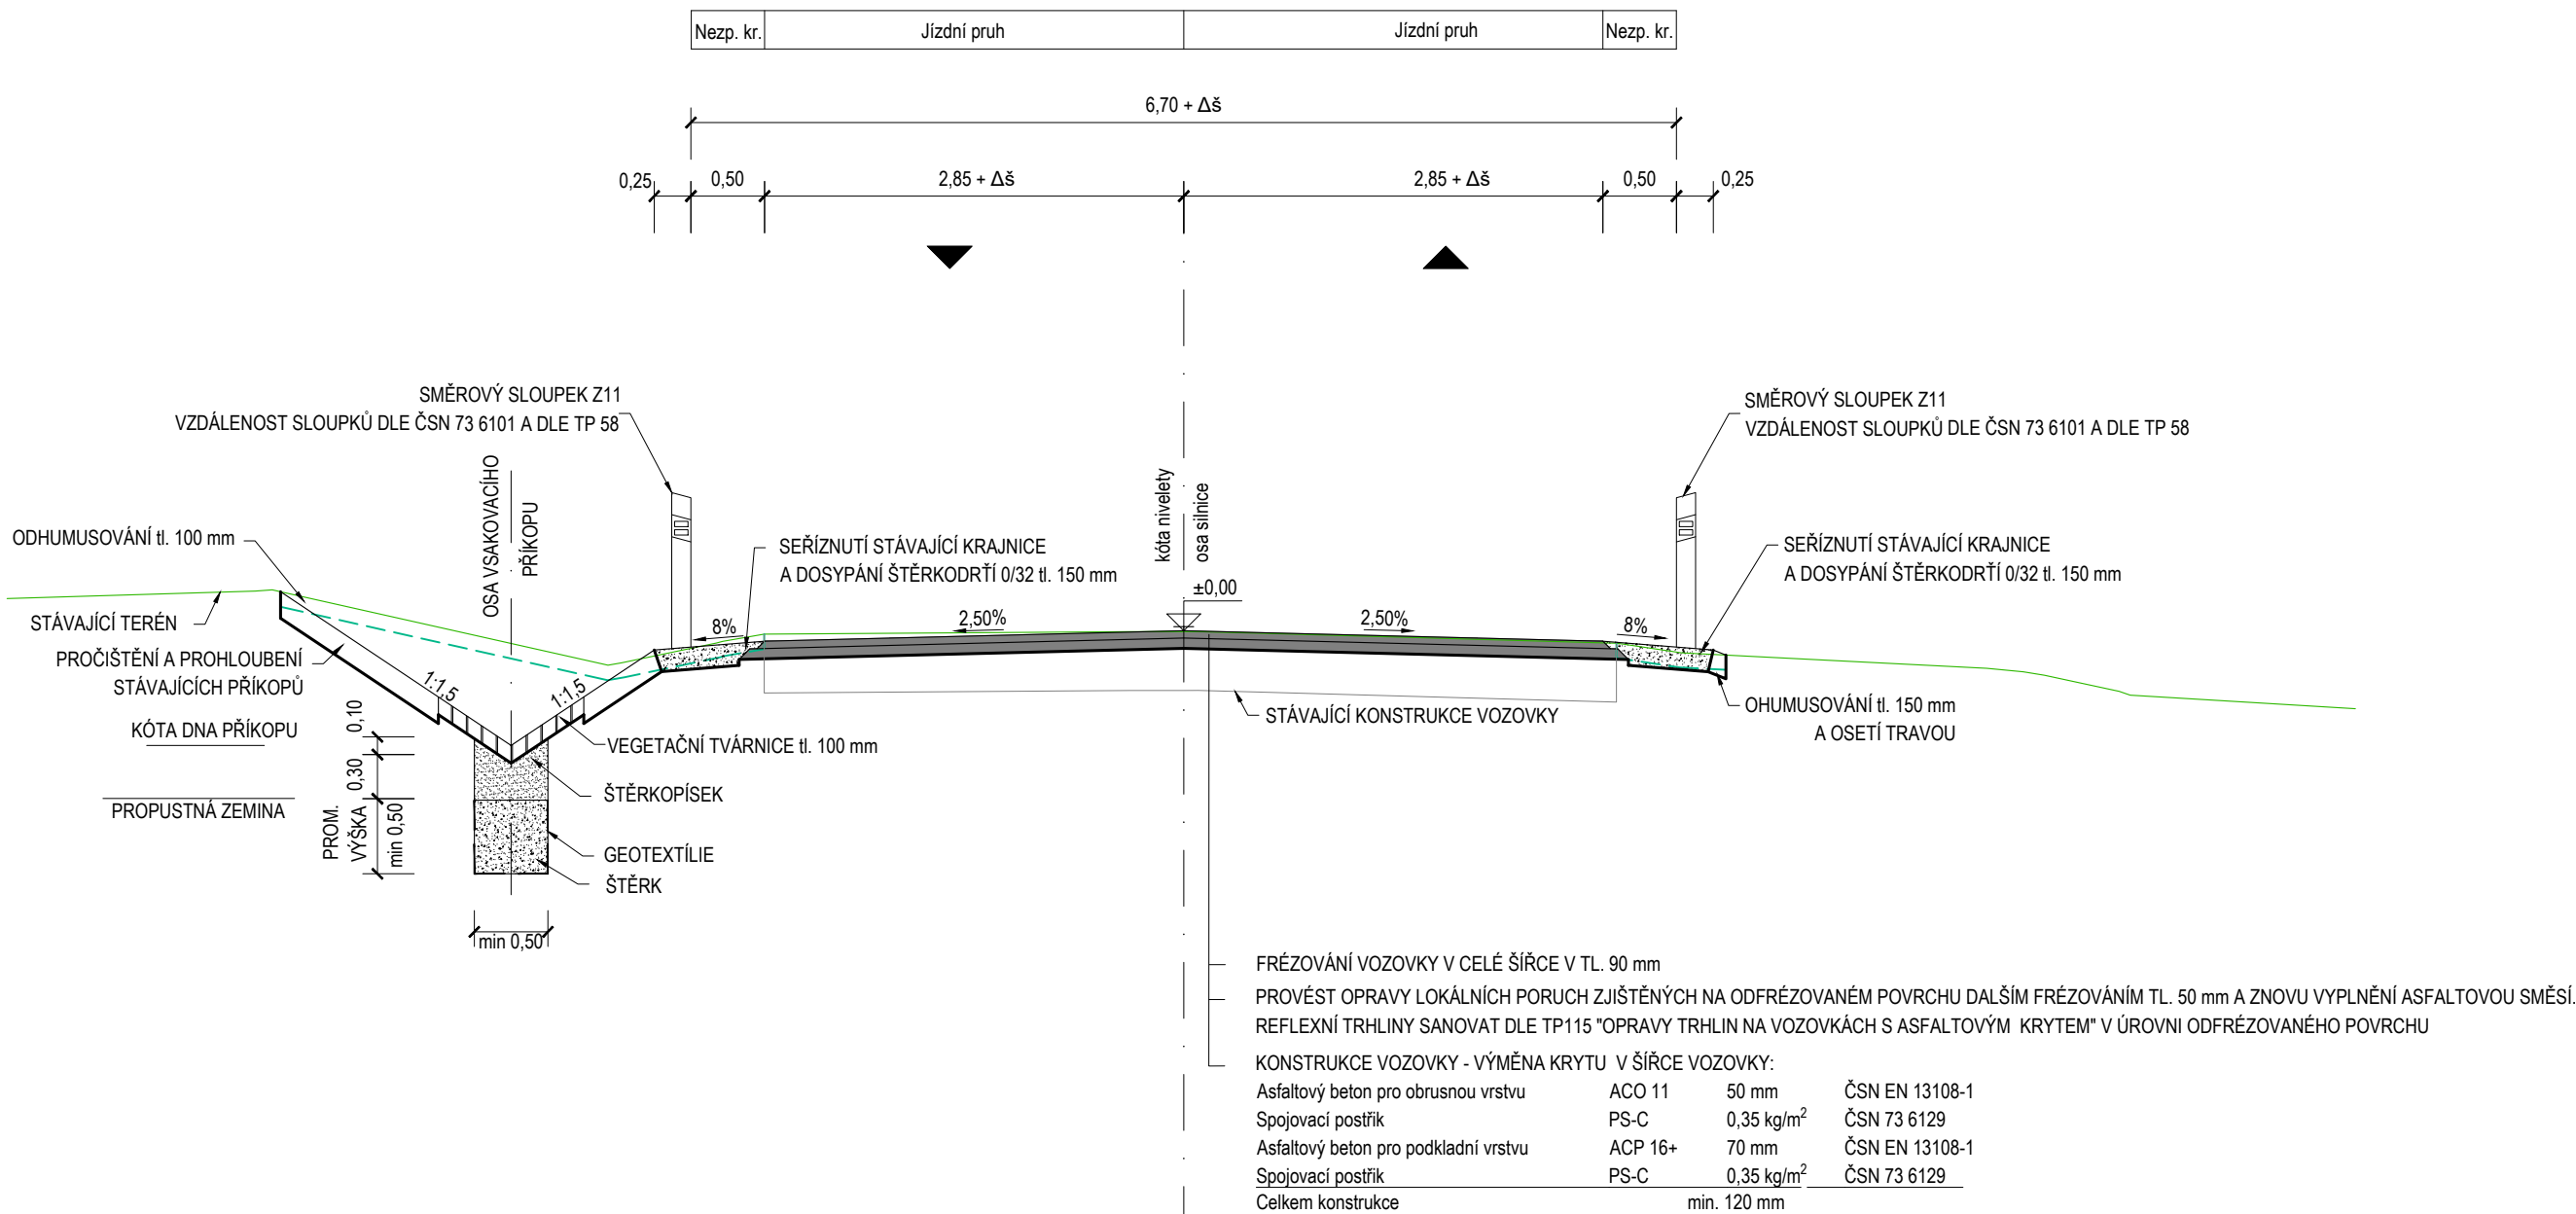 Nezp. kr. Jízdní pruh Jízdní pruh Nezp. kr.
6,70 + Δš
0,25 0,50 2,85 + Δš 2,85 + Δš 0,50 0,25
SMĚROVÝ SLOUPEK Z11
VZDÁLENOST SLOUPKŮ DLE ČSN 73 6101 A DLE TP 58
SMĚROVÝ SLOUPEK Z11
VZDÁLENOST SLOUPKŮ DLE ČSN 73 6101 A DLE TP 58
OSA VSAKOVACÍHO
PŘÍKOPU
kóta nivelety
osa silnice
ODHUMUSOVÁNÍ tl. 100 mm
SEŘÍZNUTÍ STÁVAJÍCÍ KRAJNICE
A DOSYPÁNÍ ŠTĚRKODRŤÍ 0/32 tl. 150 mm
SEŘÍZNUTÍ STÁVAJÍCÍ KRAJNICE
A DOSYPÁNÍ ŠTĚRKODRŤÍ 0/32 tl. 150 mm
±0,00
STÁVAJÍCÍ TERÉN
8% 2,50% 2,50% 8%
PROČIŠTĚNÍ A PROHLOUBENÍ
STÁVAJÍCÍCH PŘÍKOPŮ
1:1,5 1:1,5
STÁVAJÍCÍ KONSTRUKCE VOZOVKY
OHUMUSOVÁNÍ tl. 150 mm
A OSETÍ TRAVOU
KÓTA DNA PŘÍKOPU
0,10
VEGETAČNÍ TVÁRNICE tl. 100 mm
0,30
ŠTĚRKOPÍSEK
PROPUSTNÁ ZEMINA
PROM.
VÝŠKA
min 0,50
GEOTEXTÍLIE
ŠTĚRK
min 0,50
FRÉZOVÁNÍ VOZOVKY V CELÉ ŠÍŘCE V TL. 90 mm
PROVÉST OPRAVY LOKÁLNÍCH PORUCH ZJIŠTĚNÝCH NA ODFRÉZOVANÉM POVRCHU DALŠÍM FRÉZOVÁNÍM TL. 50 mm A ZNOVU VYPLNĚNÍ ASFALTOVOU SMĚSÍ.
REFLEXNÍ TRHLINY SANOVAT DLE TP115 "OPRAVY TRHLIN NA VOZOVKÁCH S ASFALTOVÝM KRYTEM" V ÚROVNI ODFRÉZOVANÉHO POVRCHU
KONSTRUKCE VOZOVKY - VÝMĚNA KRYTU V ŠÍŘCE VOZOVKY:
Asfaltový beton pro obrusnou vrstvu ACO 11 50 mm ČSN EN 13108-1
Spojovací postřik PS-C 0,35 kg/m² ČSN 73 6129
Asfaltový beton pro podkladní vrstvu ACP 16+ 70 mm ČSN EN 13108-1
Spojovací postřik PS-C 0,35 kg/m² ČSN 73 6129
Celkem konstrukce min. 120 mm